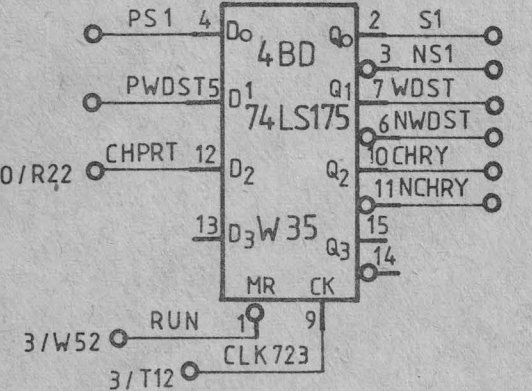 PS1 4 D0 4BD Q0 2 S1
3 NS1
PWDST 5 D1 Q1 7 WDST
74LS175 6 NWDST
0/R22 CHPRT 12 D2 Q2 10 CHRY
11 NCHRY
13 D3 W35 Q3 15
14
MR CK
3/W52 RUN 1 9
3/T12 CLK723